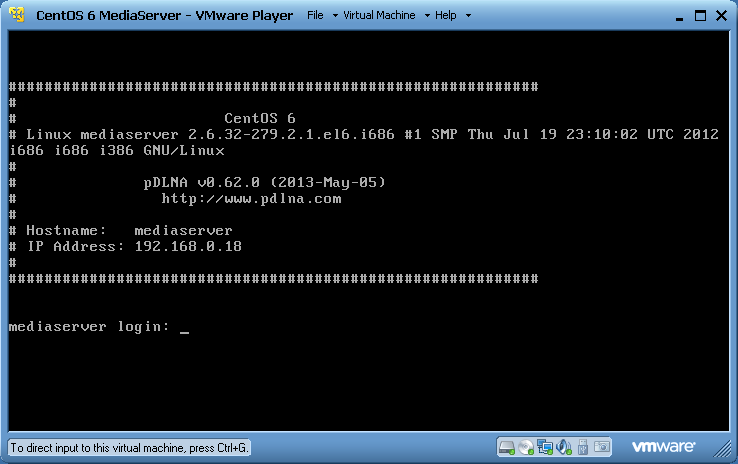 CentOS 6 MediaServer - VMware Player File Virtual Machine Help
###########################################################
#
# CentOS 6
# Linux mediaserver 2.6.32-279.2.1.el6.i686 #1 SMP Thu Jul 19 23:10:02 UTC 2012
i686 i686 i386 GNU/Linux
#
# pDLNA v0.62.0 (2013-May-05)
# http://www.pdlna.com
#
# Hostname: mediaserver
# IP Address: 192.168.0.18
#
###########################################################
mediaserver login: _
To direct input to this virtual machine, press Ctrl+G. vmware